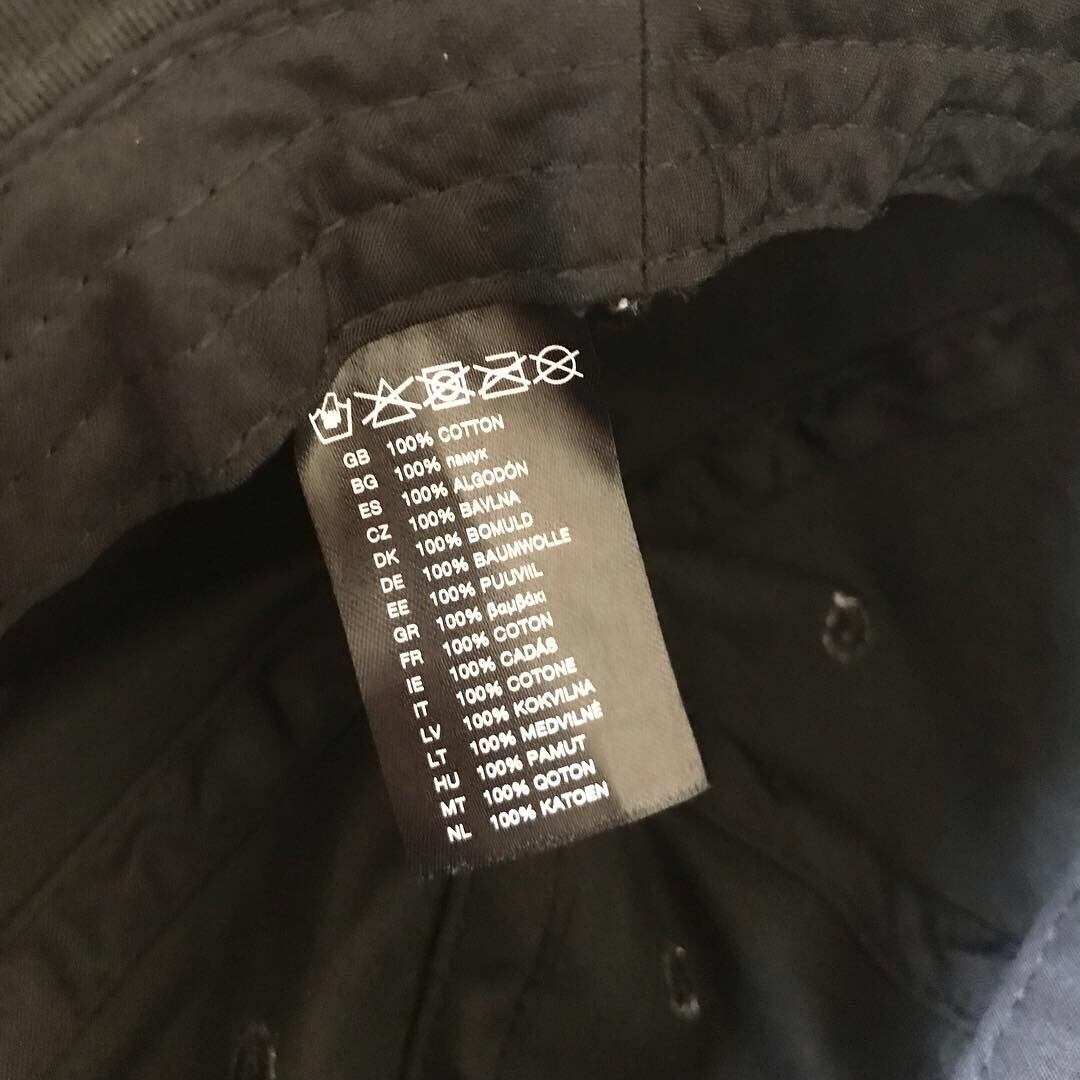 GB 100% COTTON
BG 100% памук
ES 100% ALGODÓN
CZ 100% BAVLNA
DK 100% BOMULD
DE 100% BAUMWOLLE
EE 100% PUUVIIL
GR 100% βαμβάκι
FR 100% COTON
IE 100% CADÁS
IT 100% COTONE
LV 100% KOKVILNA
LT 100% MEDVILNĖ
HU 100% PAMUT
MT 100% QOTON
NL 100% KATOEN